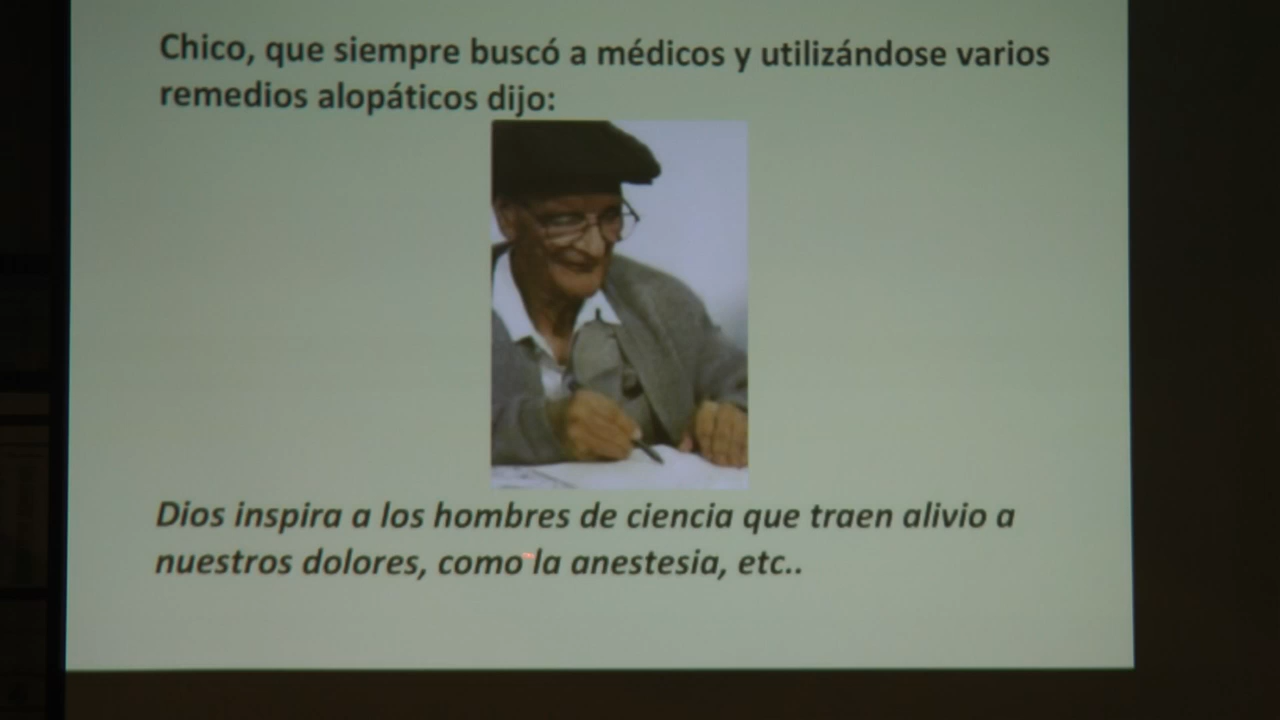 Chico, que siempre buscó a médicos y utilizándose varios
remedios alopáticos dijo:
Dios inspira a los hombres de ciencia que traen alivio a
nuestros dolores, como la anestesia, etc..